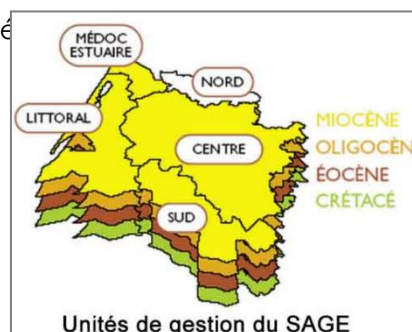 é
MÉDOC
ESTUAIRE
NORD
LITTORAL
CENTRE
SUD
MIOCÈNE
OLIGOCÈN
ÉOCÈNE
CRÉTACÉ
Unités de gestion du SAGE